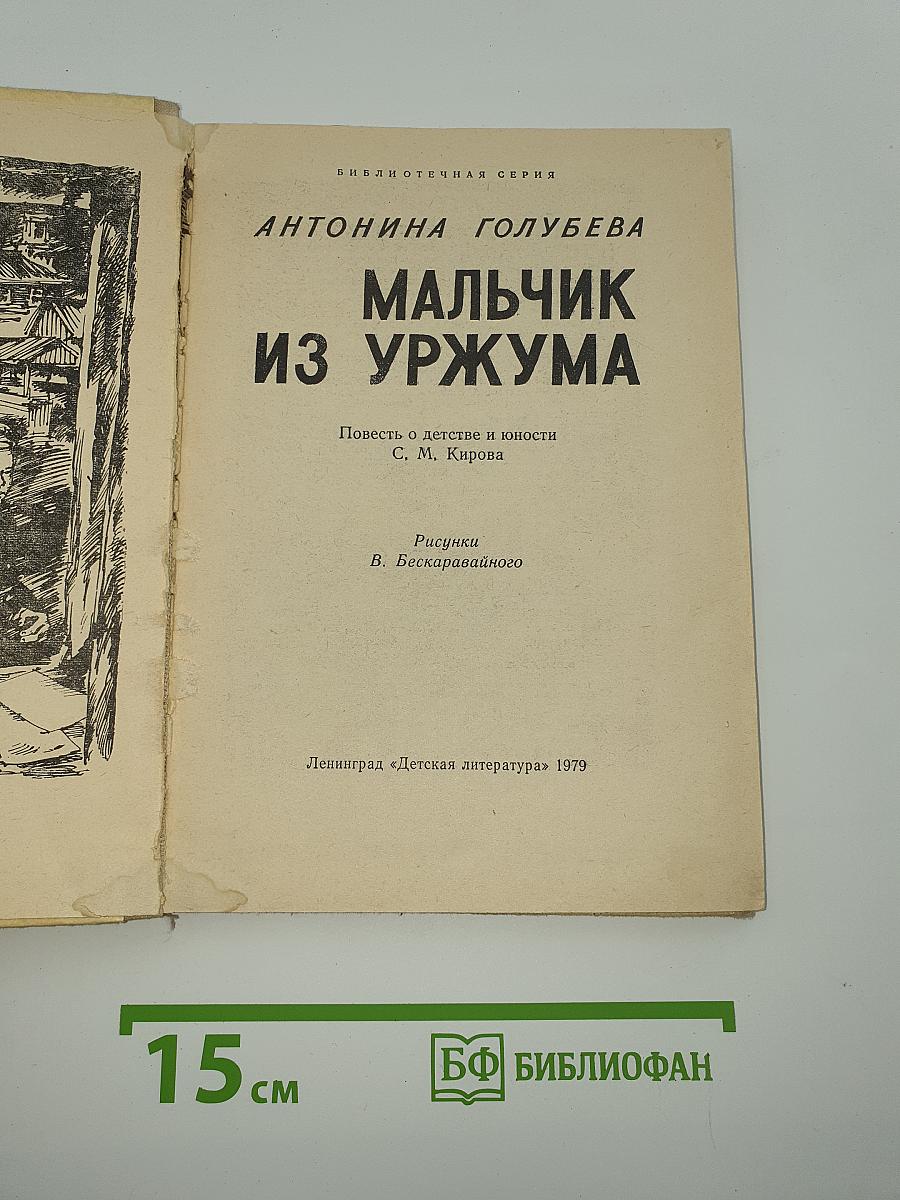 БИБЛИОТЕЧНАЯ СЕРИЯ
АНТОНИНА ГОЛУБЕВА
МАЛЬЧИК
ИЗ УРЖУМА
Повесть о детстве и юности
С. М. Кирова
Рисунки
В. Бескаравайного
Ленинград «Детская литература» 1979
15 см
БФ БИБЛИОФАН